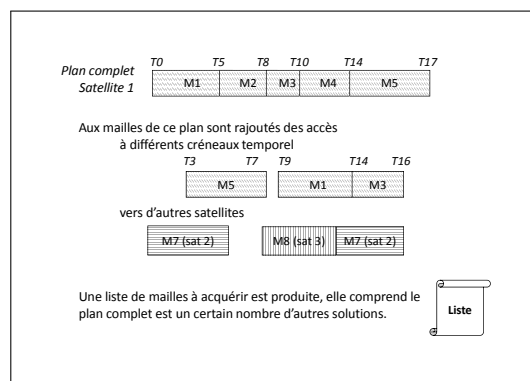 T0 T5 T8 T10 T14 T17
Plan complet
Satellite 1
M1 M2 M3 M4 M5
Aux mailles de ce plan sont rajoutés des accès
à différents créneaux temporel
T3 T7 T9 T14 T16
M5 M1 M3
vers d'autres satellites
M7 (sat 2) M8 (sat 3) M7 (sat 2)
Une liste de mailles à acquérir est produite, elle comprend le
plan complet est un certain nombre d'autres solutions.
Liste